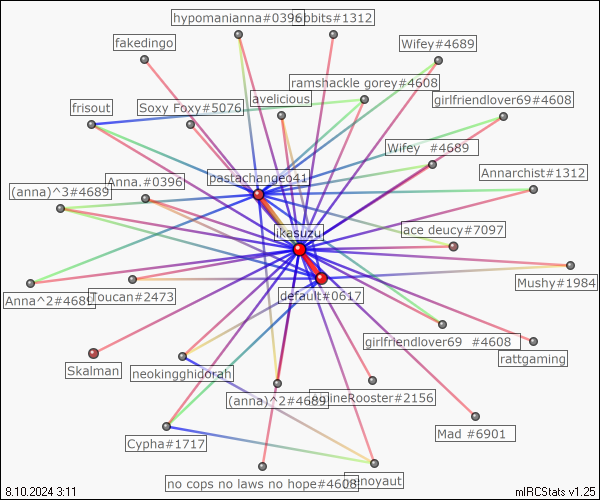 hypomanianna#0396
bbits#1312
fakedingo
Wifey#4689
ramshackle gorey#4608
avelicious
girlfriendlover69#4608
frisout
Soxy Foxy#5076
Wifey  #4689
Annarchist#1312
pastachangeo41
Anna.#0396
(anna)^3#4689
ace deucy#7097
ikasuzu
Mushy#1984
default#0617
Toucan#2473
Anna^2#4689
girlfriendlover69  #4608
rattgaming
Skalman
neokingghidorah
(anna)^2#4689
onlineRooster#2156
Mad #6901
Cypha#1717
no cops no laws no hope#4608
enoyaut
8.10.2024 3:11
mIRCStats v1.25